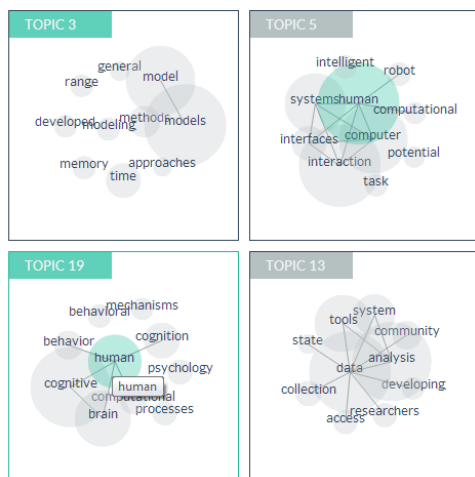 TOPIC 3
general
model
range
developed
method
modeling
models
memory
approaches
time
TOPIC 5
intelligent
robot
systems
human
computational
interfaces
computer
potential
interaction
task
TOPIC 19
mechanisms
behavioral
behavior
cognition
human
psychology
cognitive
human
computational
brain
processes
TOPIC 13
system
tools
community
state
analysis
data
developing
collection
researchers
access